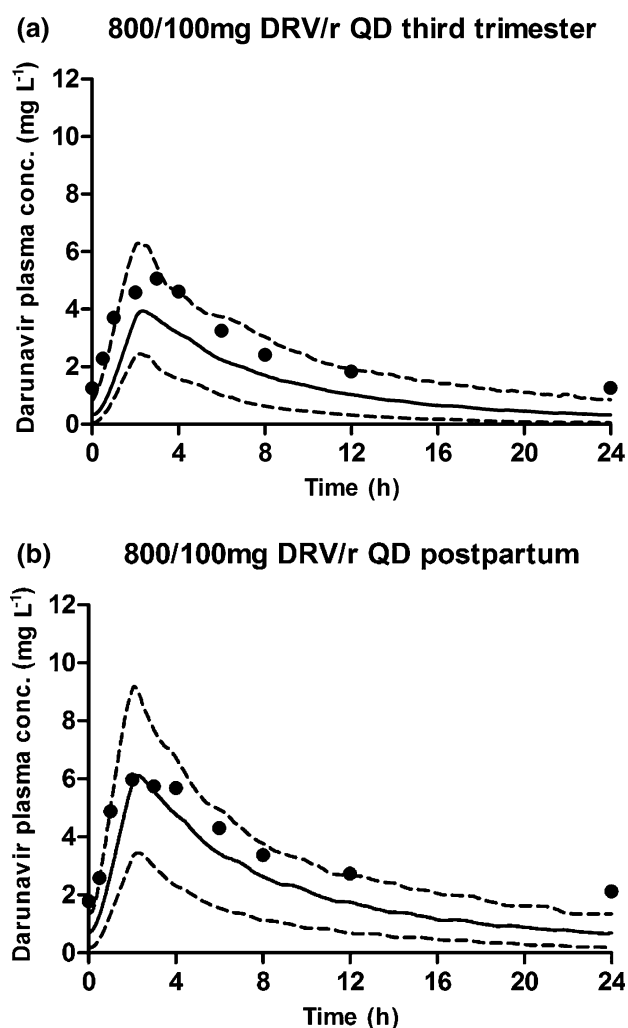 (a) 800/100mg DRV/r QD third trimester
Darunavir plasma conc. (mg L-1)
12
10
8
6
4
2
0
0 4 8 12 16 20 24
Time (h)
(b) 800/100mg DRV/r QD postpartum
Darunavir plasma conc. (mg L-1)
12
10
8
6
4
2
0
0 4 8 12 16 20 24
Time (h)